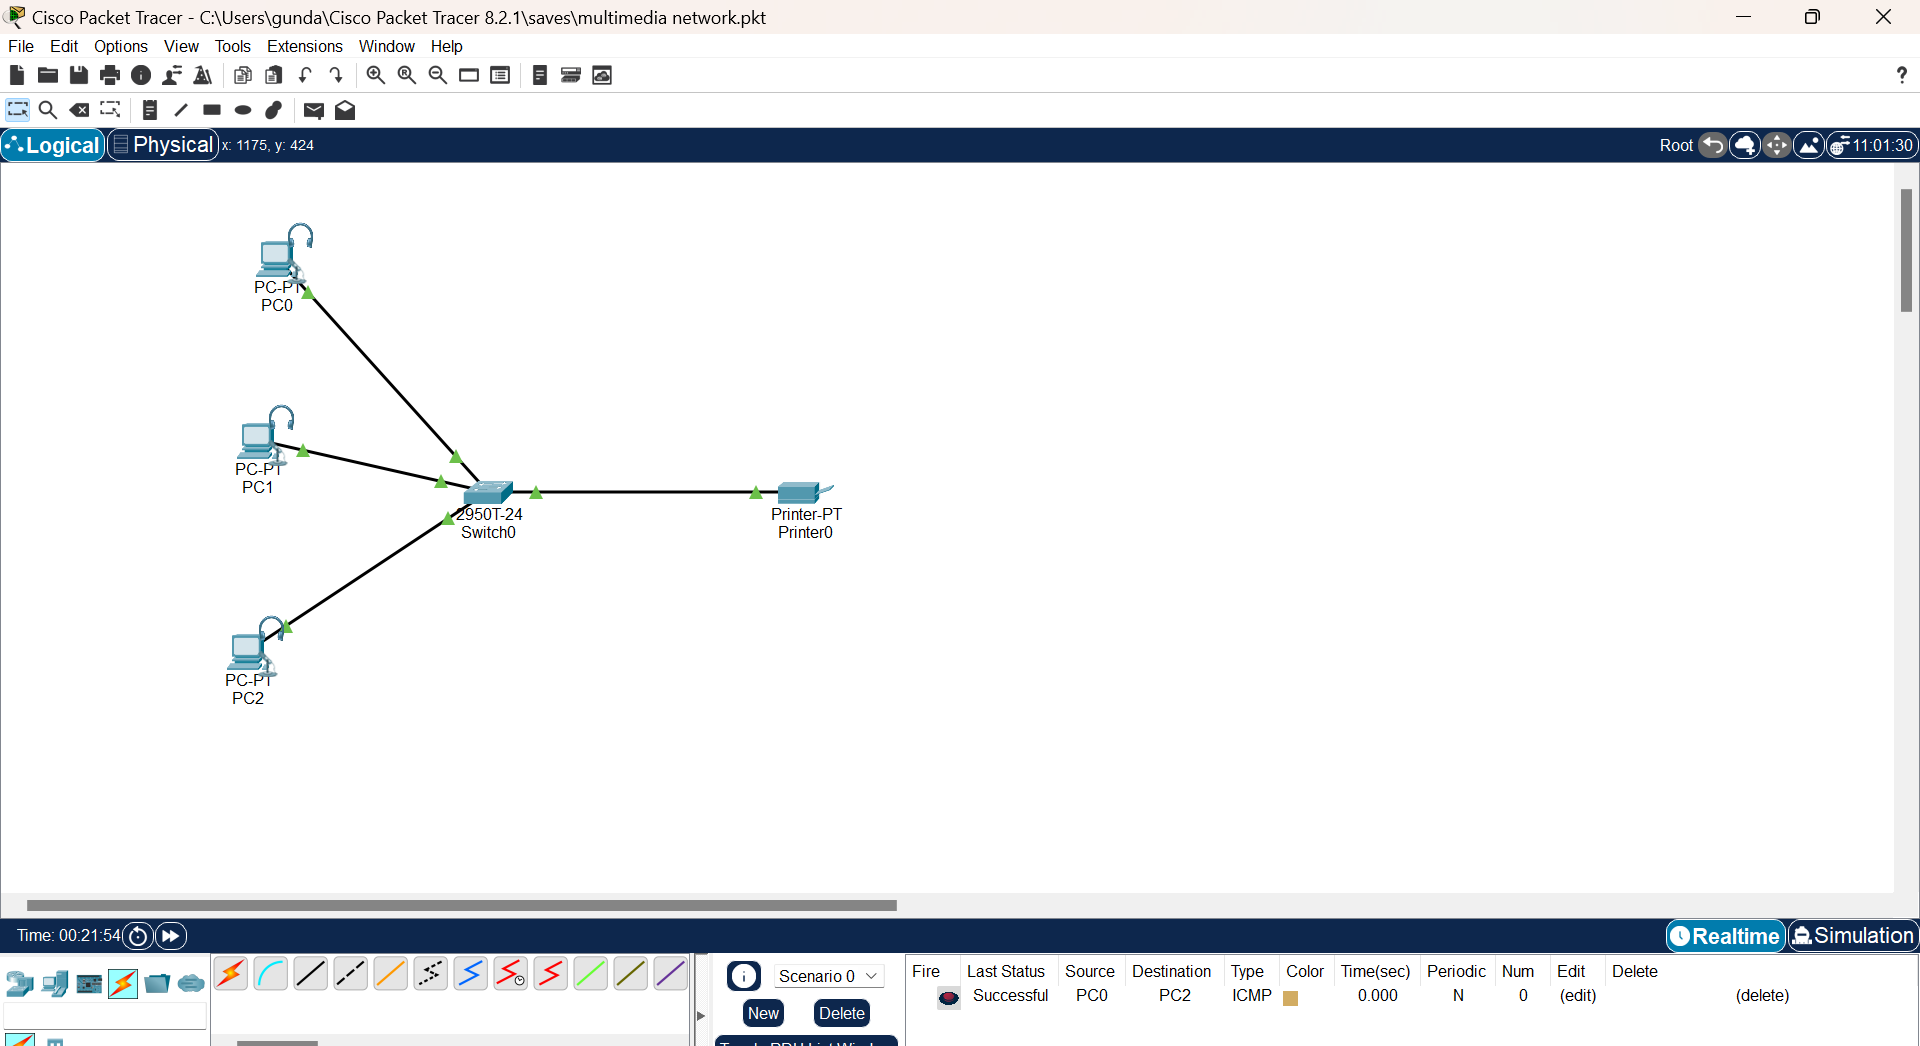 Cisco Packet Tracer - C:\Users\gunda\Cisco Packet Tracer 8.2.1\saves\multimedia network.pkt
File Edit Options View Tools Extensions Window Help
?
Logical Physical x: 1175, y: 424 Root 11:01:30
PC-PT
PC0
PC-PT
PC1
2950T-24
Switch0
Printer-PT
Printer0
PC-PT
PC2
Time: 00:21:54 Realtime Simulation
Scenario 0
New Delete
Fire Last Status Source Destination Type Color Time(sec) Periodic Num Edit Delete
Successful PC0 PC2 ICMP 0.000 N 0 (edit) (delete)